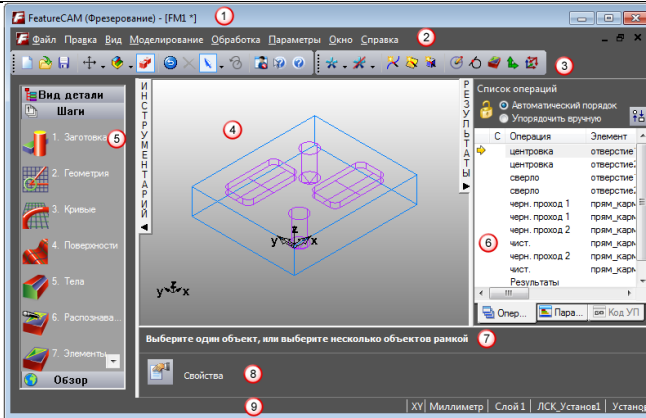 FeatureCAM (Фрезерование) - [FM1 *]
1
Файл Правка Вид Моделирование Обработка Параметры Окно Справка
2
3
Вид детали
Шаги
1. Заготовка
5
2. Геометрия
3. Кривые
4. Поверхности
5. Тела
6. Распознава...
7. Элементы
Обзор
ИНСТРУМЕНТАРИЙ
4
z
y x
z
y x
РЕЗУЛЬТАТЫ
Список операций
Автоматический порядок
Упорядочить вручную
С Операция Элемент
центровка отверстие
центровка отверстие
сверло отверстие
сверло отверстие
черн. проход 1 прям_карм
черн. проход 1 прям_карм
черн. проход 2 прям_карм
чист. прям_карм
черн. проход 2 прям_карм
чист. прям_карм
Результаты
6
Опер... Пара... Код УП
Выберите один объект, или выберите несколько объектов рамкой
7
Свойства
8
9
XY Миллиметр Слой1 ЛСК_Установ1 Установ